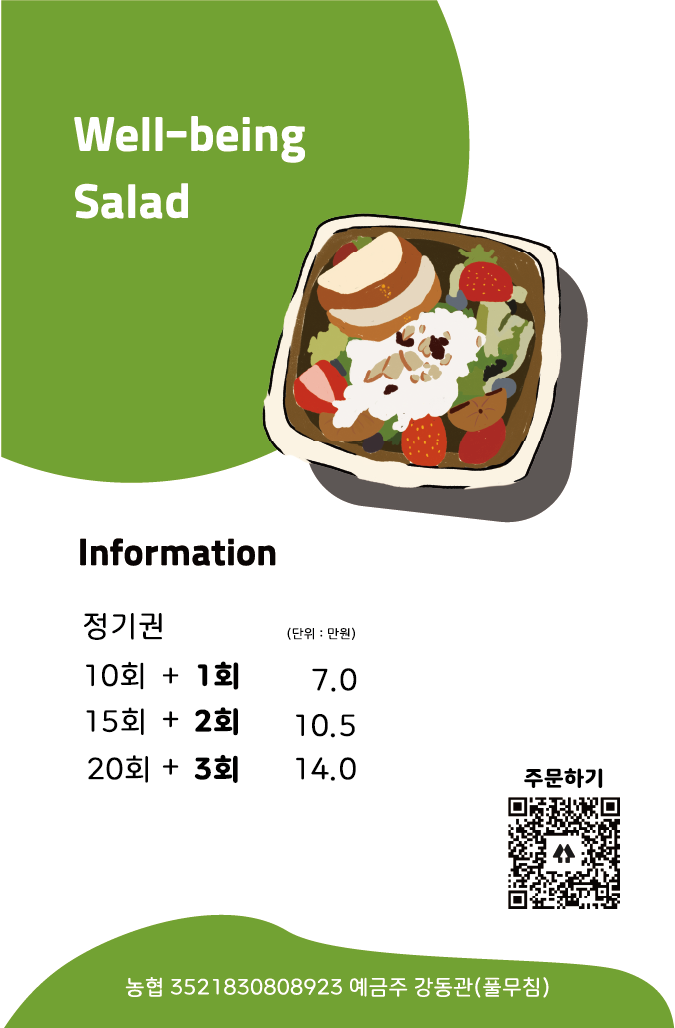 Well-being
Salad
Information
정기권 (단위 : 만원)
10회 + 1회 7.0
15회 + 2회 10.5
20회 + 3회 14.0
주문하기
농협 3521830808923 예금주 강동관(풀무침)